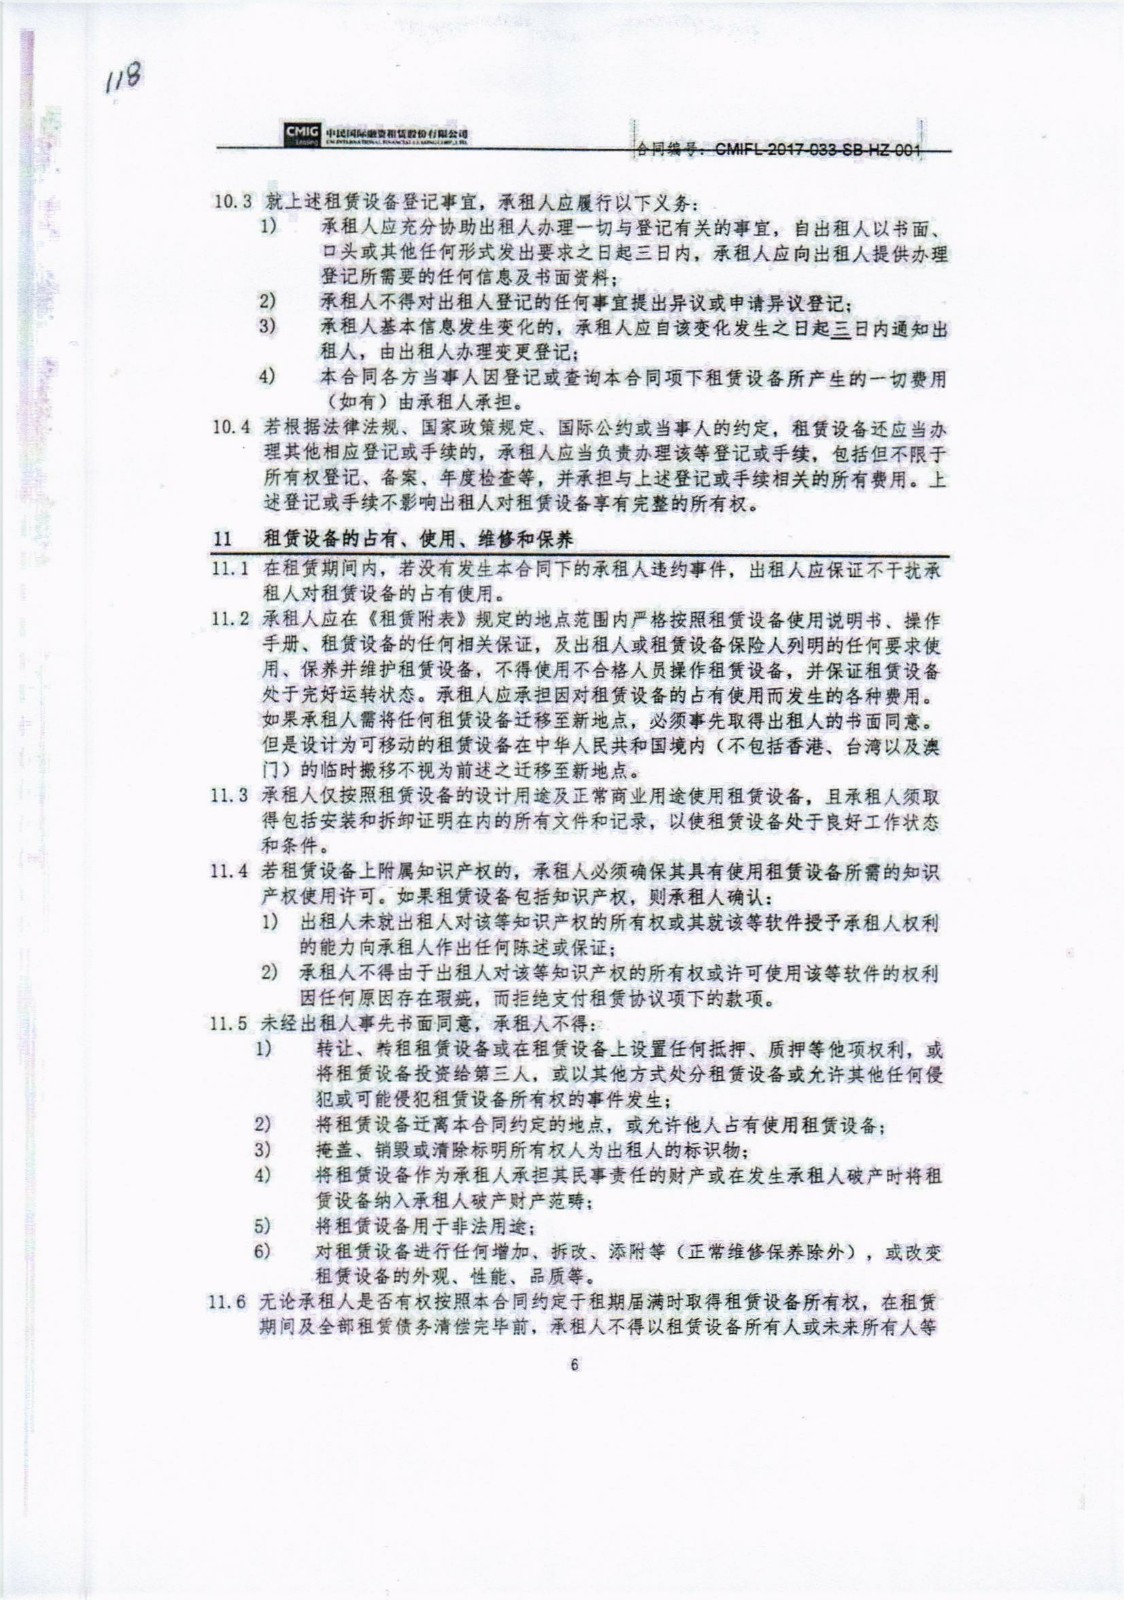 118
CMIG
Leasing
中民国际融资租赁股份有限公司
CM INTERNATIONAL FINANCIAL LEASING CORP., LTD.
合同编号：CMIFL-2017-033-SB-HZ-001
10.3 就上述租赁设备登记事宜，承租人应履行以下义务：
1) 承租人应充分协助出租人办理一切与登记有关的事宜，自出租人以书面、
口头或其他任何形式发出要求之日起三日内，承租人应向出租人提供办理
登记所需要的任何信息及书面资料；
2) 承租人不得对出租人登记的任何事宜提出异议或申请异议登记；
3) 承租人基本信息发生变化的，承租人应自该变化发生之日起三日内通知出
租人，由出租人办理变更登记；
4) 本合同各方当事人因登记或查询本合同项下租赁设备所产生的一切费用
（如有）由承租人承担。
10.4 若根据法律法规、国家政策规定、国际公约或当事人的约定，租赁设备还应当办
理其他相应登记或手续的，承租人应当负责办理该等登记或手续，包括但不限于
所有权登记、备案、年度检查等，并承担与上述登记或手续相关的所有费用。上
述登记或手续不影响出租人对租赁设备享有完整的所有权。
11 租赁设备的占有、使用、维修和保养
11.1 在租赁期间内，若没有发生本合同下的承租人违约事件，出租人应保证不干扰承
租人对租赁设备的占有使用。
11.2 承租人应在《租赁附表》规定的地点范围内严格按照租赁设备使用说明书、操作
手册、租赁设备的任何相关保证，及出租人或租赁设备保险人列明的任何要求使
用、保养并维护租赁设备，不得使用不合格人员操作租赁设备，并保证租赁设备
处于完好运转状态。承租人应承担因对租赁设备的占有使用而发生的各种费用。
如果承租人需将任何租赁设备迁移至新地点，必须事先取得出租人的书面同意。
但是设计为可移动的租赁设备在中华人民共和国境内（不包括香港、台湾以及澳
门）的临时搬移不视为前述之迁移至新地点。
11.3 承租人仅按照租赁设备的设计用途及正常商业用途使用租赁设备，且承租人须取
得包括安装和拆卸证明在内的所有文件和记录，以使租赁设备处于良好工作状态
和条件。
11.4 若租赁设备上附属知识产权的，承租人必须确保其具有使用租赁设备所需的知识
产权使用许可。如果租赁设备包括知识产权，则承租人确认：
1) 出租人未就出租人对该等知识产权的所有权或其就该等软件授予承租人权利
的能力向承租人作出任何陈述或保证；
2) 承租人不得由于出租人对该等知识产权的所有权或许可使用该等软件的权利
因任何原因存在瑕疵，而拒绝支付租赁协议项下的款项。
11.5 未经出租人事先书面同意，承租人不得：
1) 转让、转租租赁设备或在租赁设备上设置任何抵押、质押等他项权利，或
将租赁设备投资给第三人，或以其他方式处分租赁设备或允许其他任何侵
犯或可能侵犯租赁设备所有权的事件发生；
2) 将租赁设备迁离本合同约定的地点，或允许他人占有使用租赁设备；
3) 掩盖、销毁或清除标明所有权人为出租人的标识物；
4) 将租赁设备作为承租人承担其民事责任的财产或在发生承租人破产时将租
赁设备纳入承租人破产财产范畴；
5) 将租赁设备用于非法用途；
6) 对租赁设备进行任何增加、拆改、添附等（正常维修保养除外），或改变
租赁设备的外观、性能、品质等。
11.6 无论承租人是否有权按照本合同约定于租期届满时取得租赁设备所有权，在租赁
期间及全部租赁债务清偿完毕前，承租人不得以租赁设备所有人或未来所有人等
6